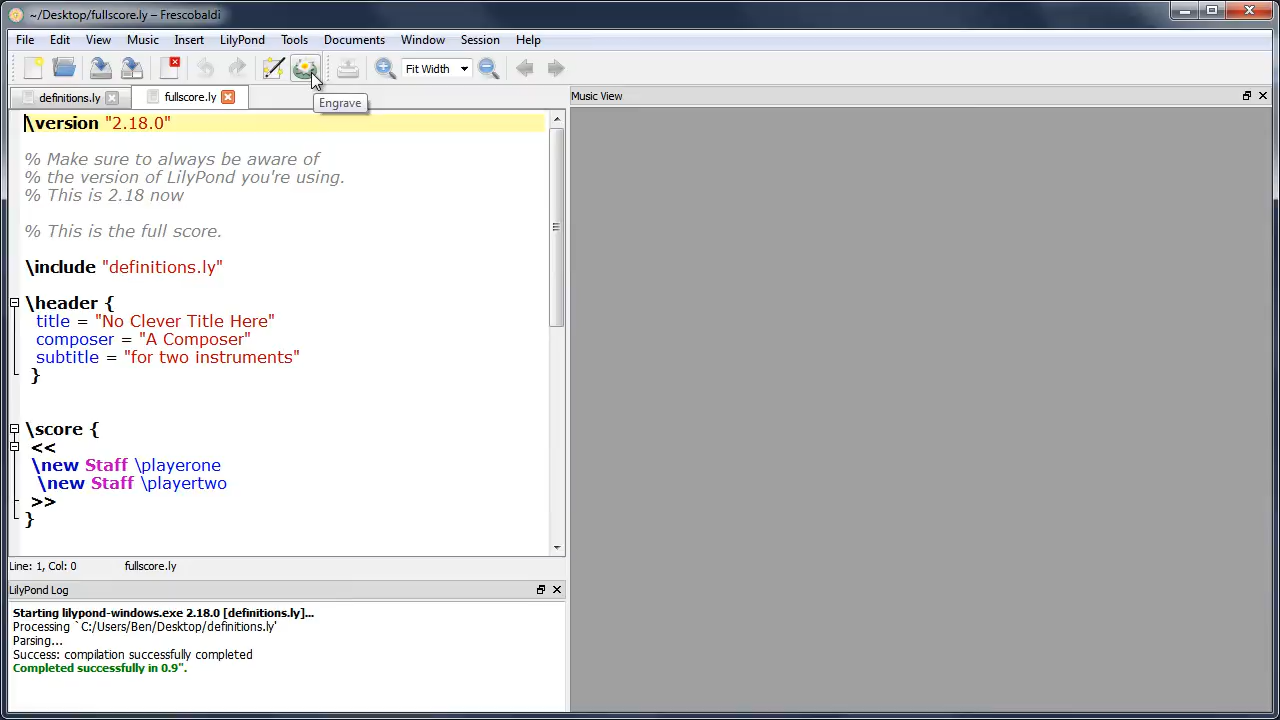 ~/Desktop/fullscore.ly – Frescobaldi
File Edit View Music Insert LilyPond Tools Documents Window Session Help
Fit Width
definitions.ly fullscore.ly
Engrave
Music View
\version "2.18.0"
% Make sure to always be aware of
% the version of LilyPond you're using.
% This is 2.18 now
% This is the full score.
\include "definitions.ly"
\header {
title = "No Clever Title Here"
composer = "A Composer"
subtitle = "for two instruments"
}
\score {
<<
\new Staff \playerone
\new Staff \playertwo
>>
}
Line: 1, Col: 0 fullscore.ly
LilyPond Log
Starting lilypond-windows.exe 2.18.0 [definitions.ly]...
Processing `C:/Users/Ben/Desktop/definitions.ly'
Parsing...
Success: compilation successfully completed
Completed successfully in 0.9".